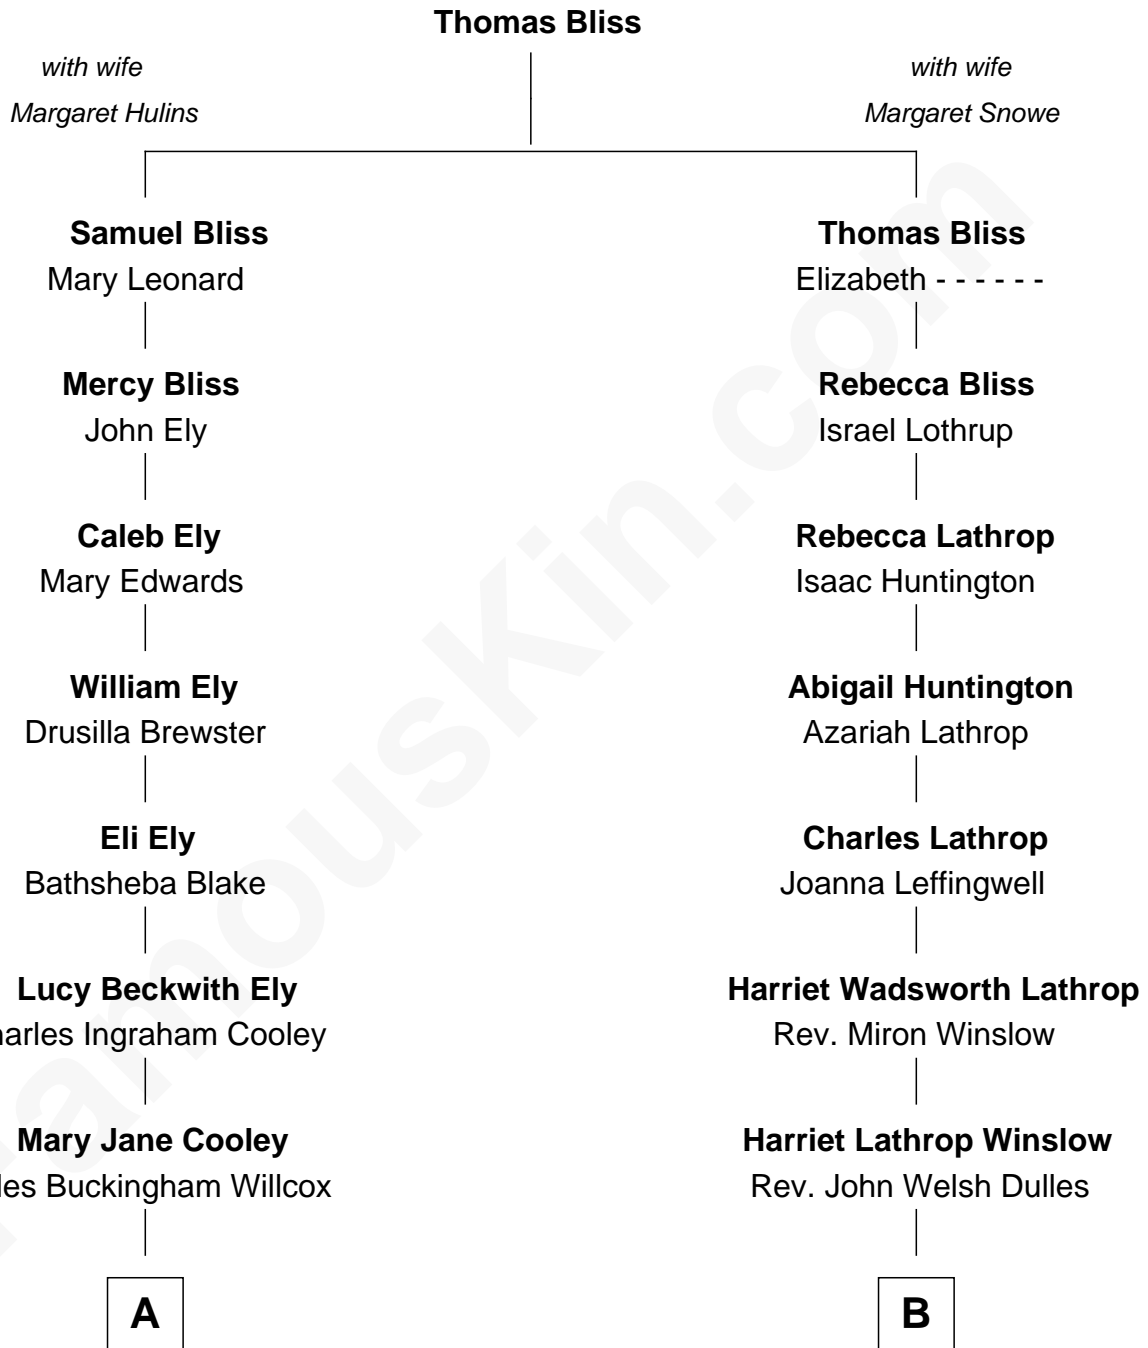 Thomas Bliss
with wife
Margaret Hulins
with wife
Margaret Snowe
Samuel Bliss
Mary Leonard
Thomas Bliss
Elizabeth - - - - - -
Mercy Bliss
John Ely
Rebecca Bliss
Israel Lothrup
Caleb Ely
Mary Edwards
Rebecca Lathrop
Isaac Huntington
William Ely
Drusilla Brewster
Abigail Huntington
Azariah Lathrop
Eli Ely
Bathsheba Blake
Charles Lathrop
Joanna Leffingwell
Lucy Beckwith Ely
Ingraham Cooley
Harriet Wadsworth Lathrop
Rev. Miron Winslow
Mary Jane Cooley
Buckingham Willcox
Harriet Lathrop Winslow
Rev. John Welsh Dulles
A
B
FamousKin.com